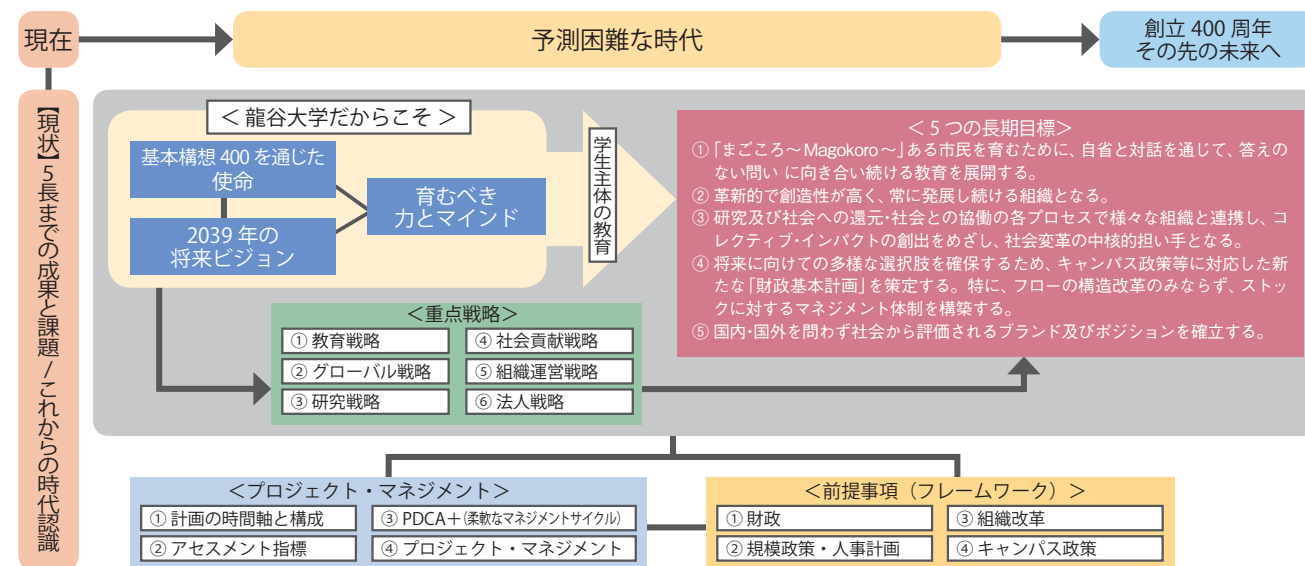 現在
予測困難な時代
創立 400 周年
その先の未来へ
【現状】5長までの成果と課題/これからの時代認識
＜ 龍谷大学だからこそ ＞
基本構想 400 を通じた
使命
2039 年の
将来ビジョン
育むべき
力とマインド
学生主体の教育
＜ 5 つの長期目標＞
①「まごころ～ Magokoro ～」ある市民を育むために、自省と対話を通じて、答えの
ない問い に向き合い続ける教育を展開する。
② 革新的で創造性が高く、常に発展し続ける組織となる。
③ 研究及び社会への還元・社会との協働の各プロセスで様々な組織と連携し、コ
レクティブ・インパクトの創出をめざし、社会変革の中核的担い手となる。
④ 将来に向けての多様な選択肢を確保するため、キャンパス政策等に対応した新
たな「財政基本計画」を策定する。特に、フローの構造改革のみならず、ストッ
クに対するマネジメント体制を構築する。
⑤ 国内・国外を問わず社会から評価されるブランド及びポジションを確立する。
＜重点戦略＞
① 教育戦略
② グローバル戦略
③ 研究戦略
④ 社会貢献戦略
⑤ 組織運営戦略
⑥ 法人戦略
＜プロジェクト・マネジメント＞
① 計画の時間軸と構成
② アセスメント指標
③ PDCA＋(柔軟なマネジメントサイクル)
④ プロジェクト・マネジメント
＜前提事項（フレームワーク）＞
① 財政
② 規模政策・人事計画
③ 組織改革
④ キャンパス政策